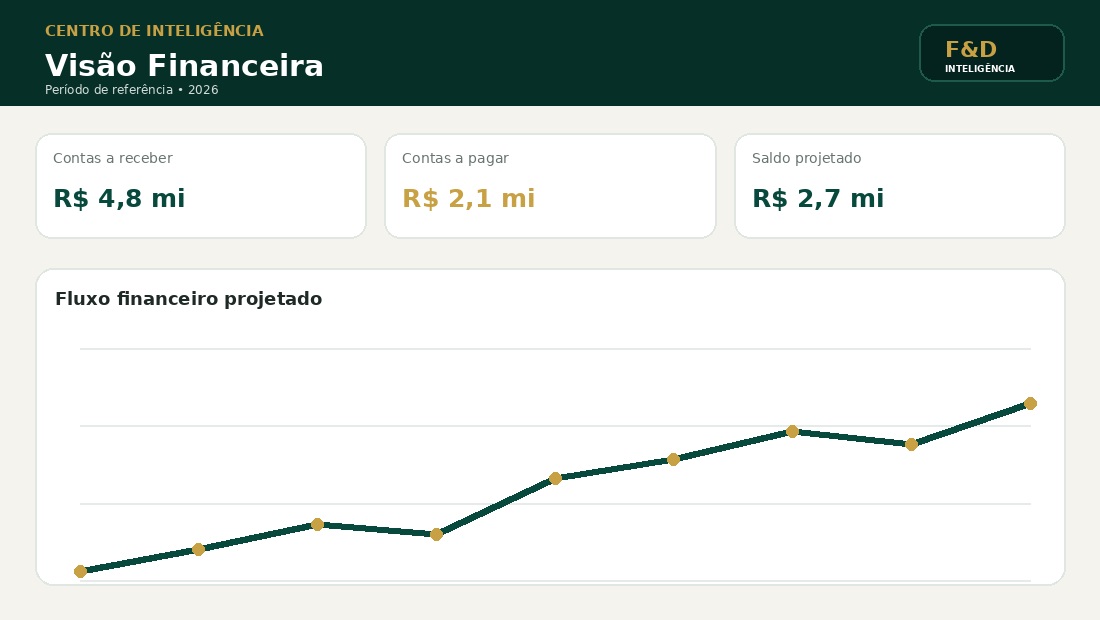 CENTRO DE INTELIGÊNCIA
Visão Financeira
Período de referência • 2026
F&D
INTELIGÊNCIA
Contas a receber
R$ 4,8 mi
Contas a pagar
R$ 2,1 mi
Saldo projetado
R$ 2,7 mi
Fluxo financeiro projetado